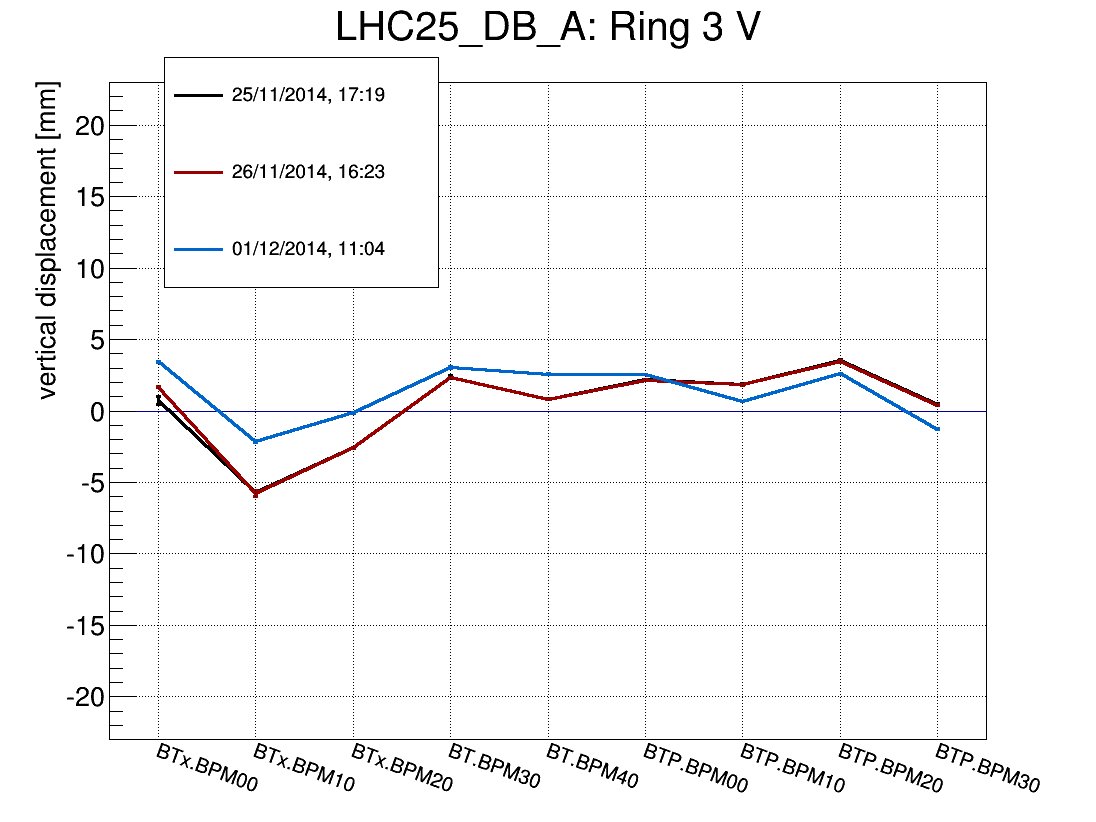 LHC25_DB_A: Ring 3 V
vertical displacement [mm]
25/11/2014, 17:19
26/11/2014, 16:23
01/12/2014, 11:04
20
15
10
5
0
-5
-10
-15
-20
BTx.BPM00
BTx.BPM10
BTx.BPM20
BT.BPM30
BT.BPM40
BTP.BPM00
BTP.BPM10
BTP.BPM20
BTP.BPM30